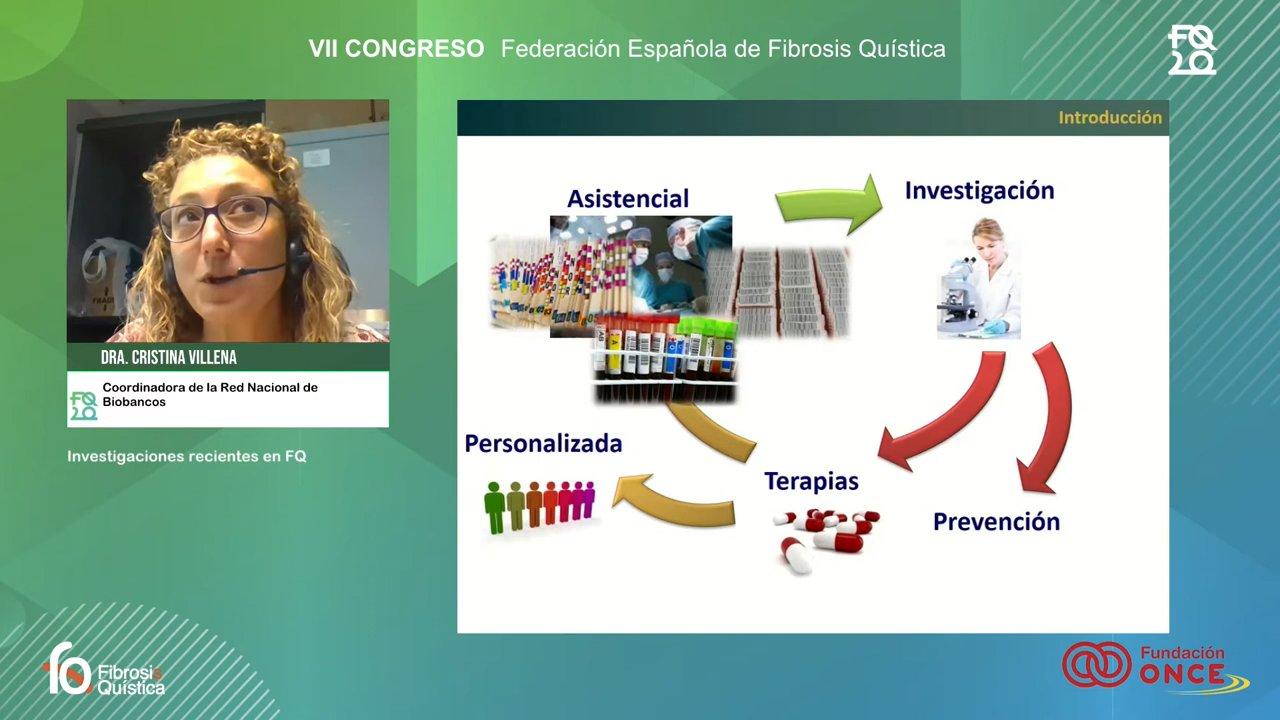 VII CONGRESO Federación Española de Fibrosis Quística
FQ
20
Introducción
Asistencial
Investigación
Personalizada
Terapias
Prevención
DRA. CRISTINA VILLENA
FQ
20
Coordinadora de la Red Nacional de
Biobancos
Investigaciones recientes en FQ
fq Fibrosis
Quística
Fundación
ONCE